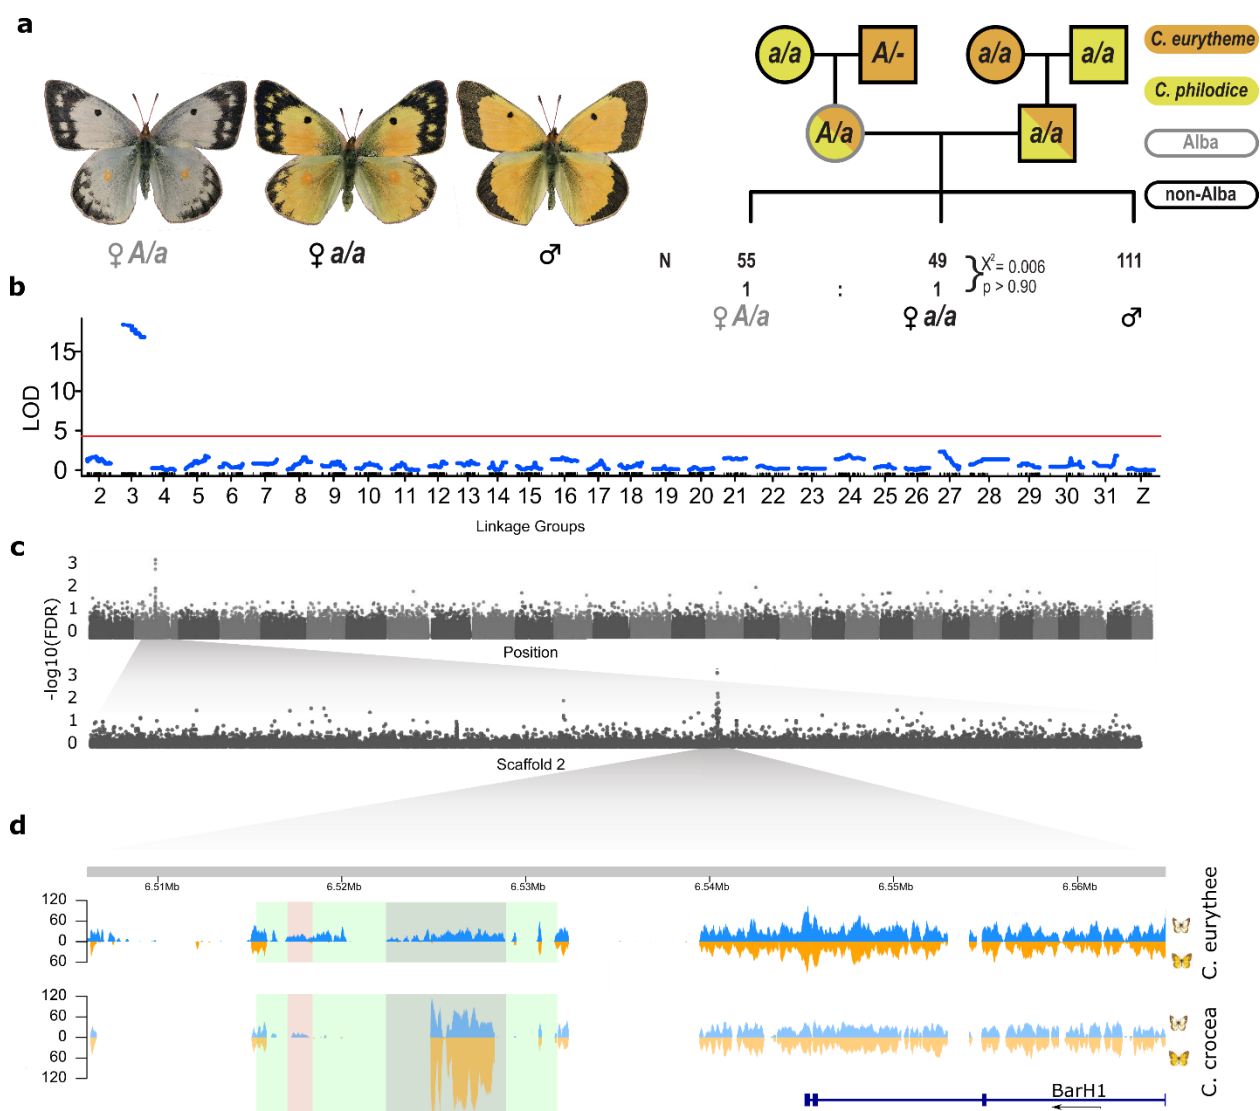 a
♀ A/a
♀ a/a
♂
a/a
A/-
a/a
a/a
A/a
a/a
C. eurytheme
C. philodice
Alba
non-Alba
N
55
49
111
X²= 0.006
p > 0.90
1
:
1
♀ A/a
♀ a/a
♂
b
LOD
15
10
5
0
2 3 4 5 6 7 8 9 10 11 12 13 14 15 16 17 18 19 20 21 22 23 24 25 26 27 28 29 30 31 Z
Linkage Groups
c
-log10(FDR)
3
2
1
0
Position
3
2
1
0
Scaffold 2
d
6.51Mb 6.52Mb 6.53Mb 6.54Mb 6.55Mb 6.56Mb
120
60
0
60
C. eurythee
120
60
0
60
120
C. crocea
BarH1